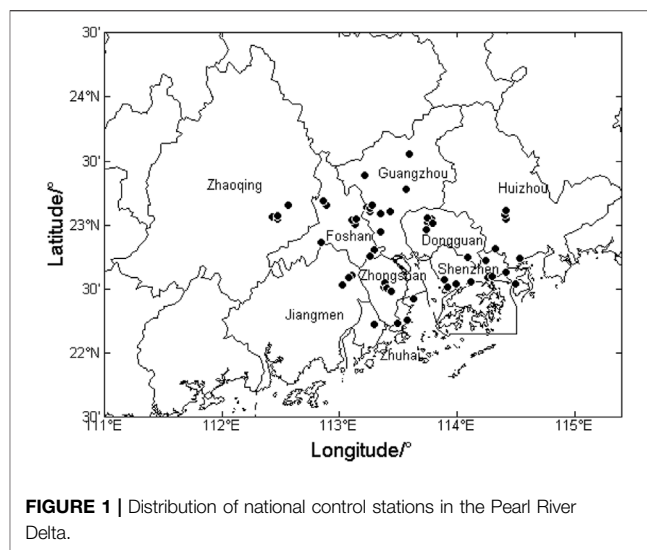 30'
24°N
30'
Guangzhou
Zhaoqing
Huizhou
23°N
Foshan
Dongguan
Zhongshan
Shenzhen
30'
Jiangmen
22°N
Zhuhai
30'
111°E
112°E
113°E
114°E
115°E
Latitude/°
Longitude/°
FIGURE 1 | Distribution of national control stations in the Pearl River
Delta.